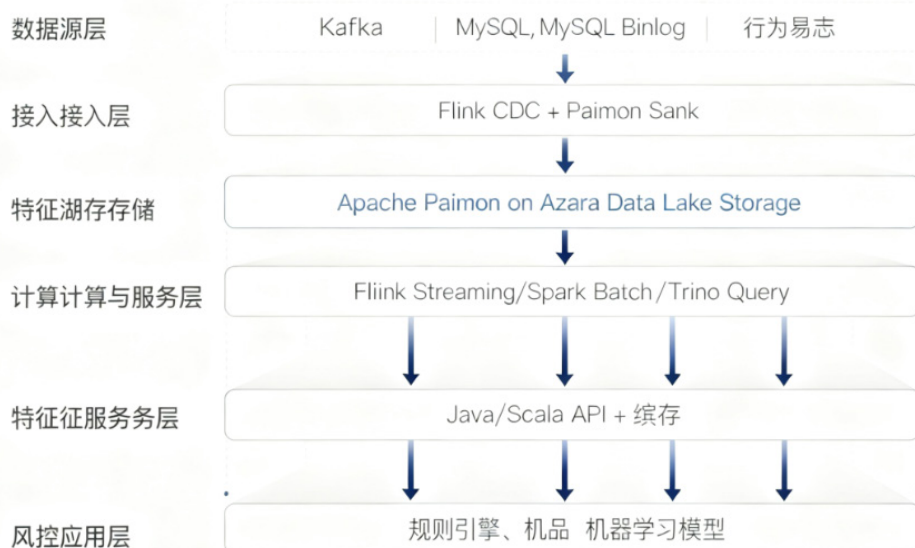 数据源层
Kafka MySQL, MySQL Binlog 行为易志
接入接入层
Flink CDC + Paimon Sank
特征湖存存储
Apache Paimon on Azara Data Lake Storage
计算计算与服务层
Fliink Streaming/Spark Batch/Trino Query
特征征服务务层
Java/Scala API + 缤存
风控应用层
规则引擎、机品 机器学习模型